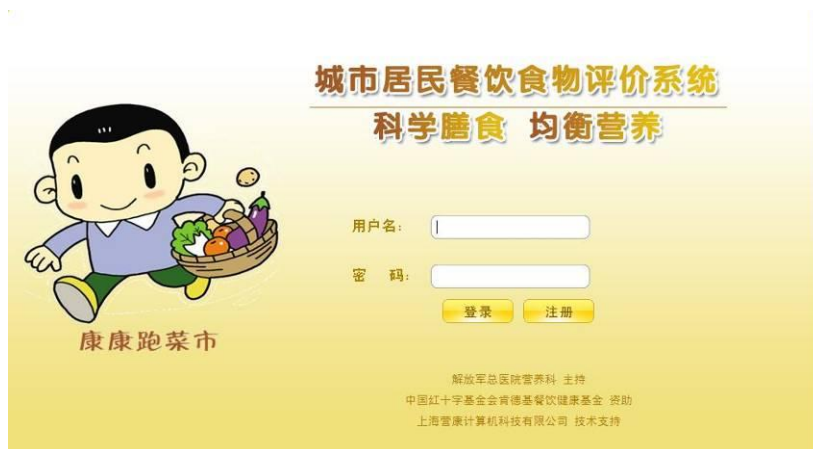 城市居民餐饮食物评价系统
科学膳食 均衡营养
用户名:
密 码:
登录 注册
康康跑菜市
解放军总医院营养科 主持
中国红十字基金会肯德基餐饮健康基金 资助
上海营康计算机科技有限公司 技术支持